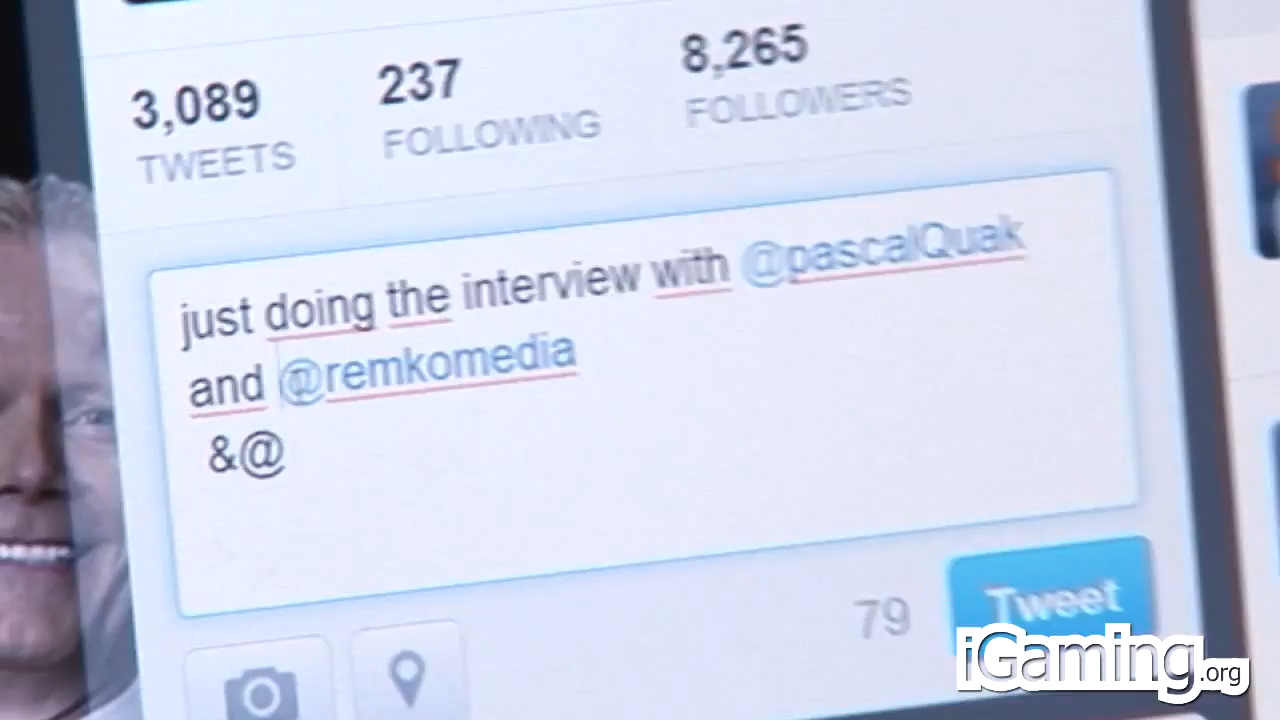 3,089 237 8,265
TWEETS FOLLOWING FOLLOWERS
just doing the interview with @pascalQuak
and @remkomedia
&@
79 Tweet
iGaming.org